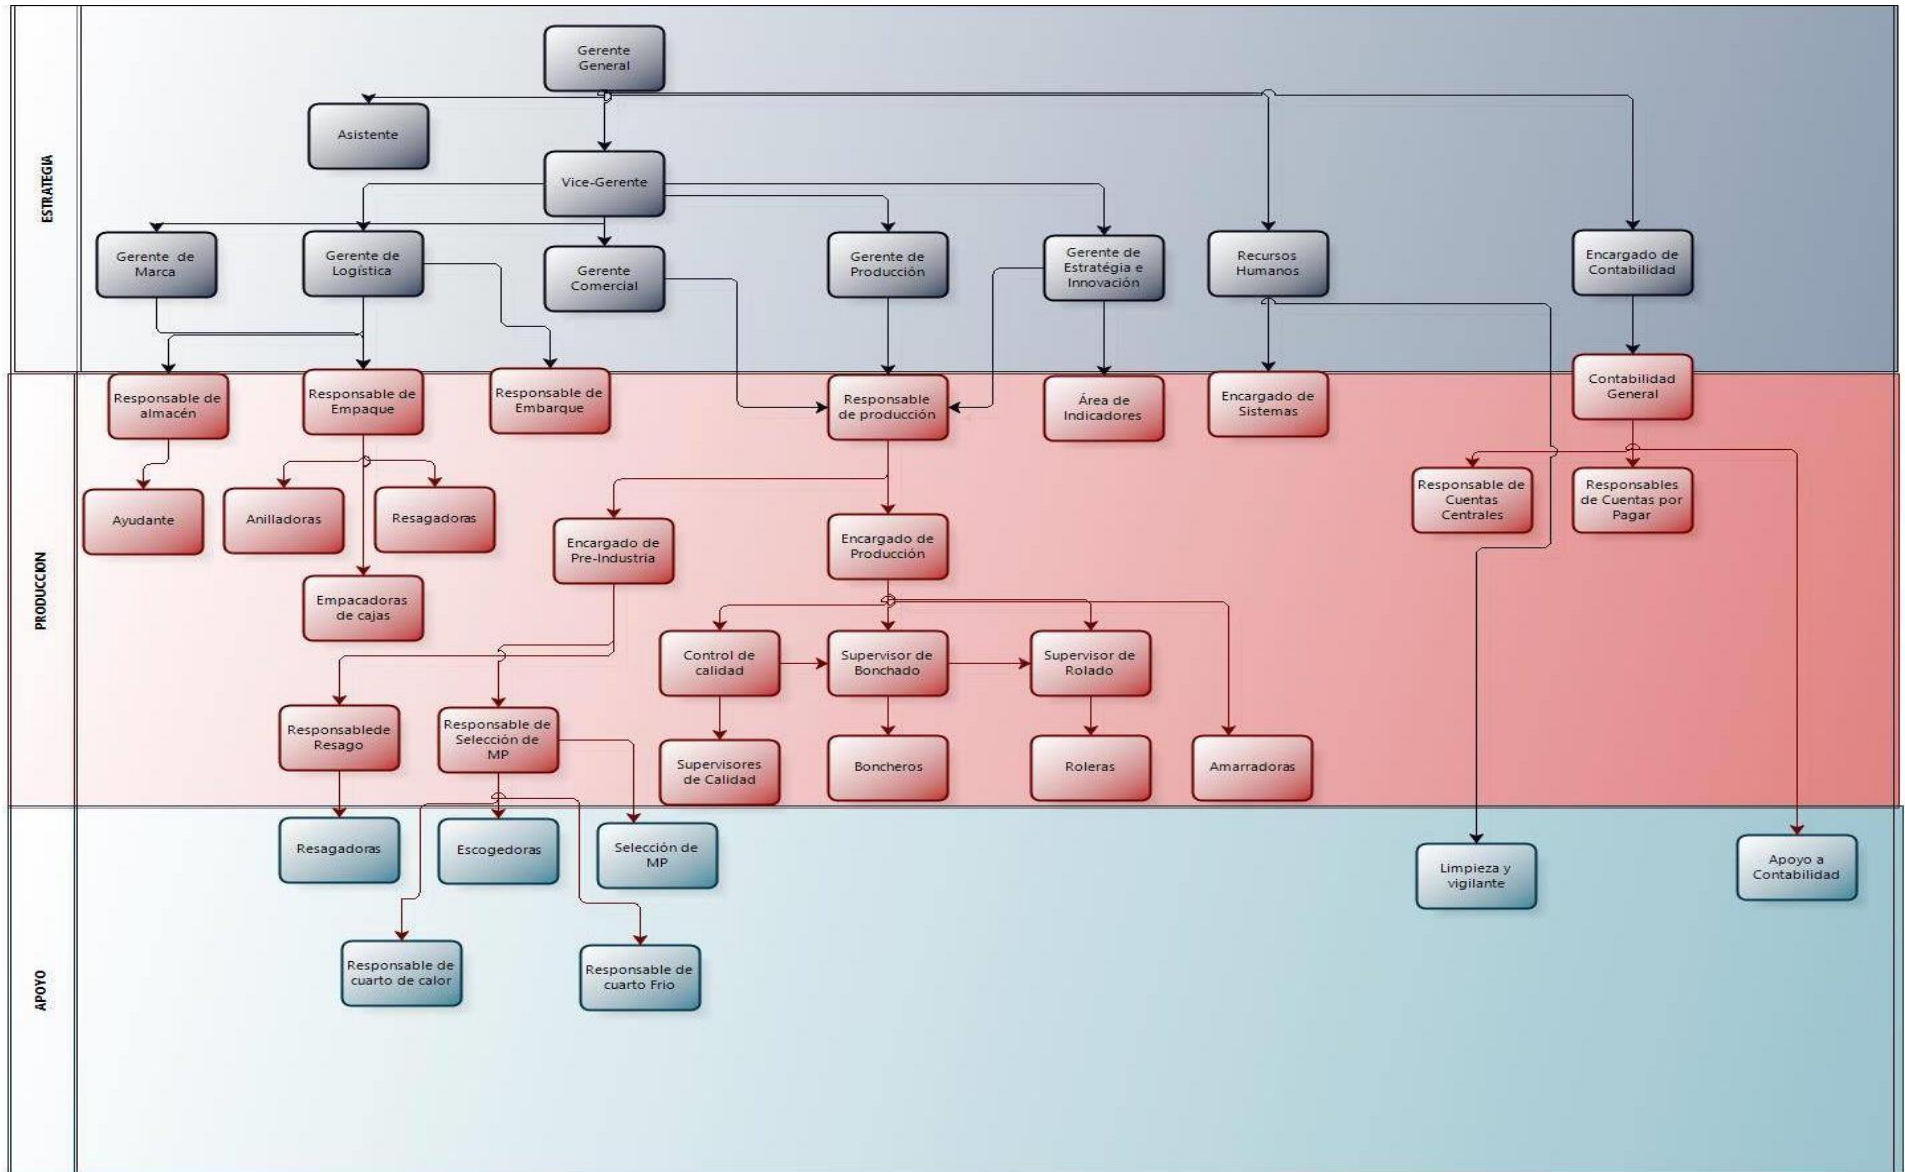 ESTRATEGIA
Gerente
General
Asistente
Vice-Gerente
Gerente de
Marca
Gerente de
Logística
Gerente
Comercial
Gerente de
Producción
Gerente de
Estratégia e
Innovación
Recursos
Humanos
Encargado de
Contabilidad
PRODUCCION
Responsable de
almacén
Responsable de
Empaque
Responsable de
Embarque
Responsable
de producción
Área de
Indicadores
Encargado de
Sistemas
Contabilidad
General
Ayudante
Anilladoras
Resagadoras
Responsable de
Cuentas
Centrales
Responsables
de Cuentas por
Pagar
Encargado de
Pre-Industria
Encargado de
Producción
Empacadoras
de cajas
Control de
calidad
Supervisor de
Bonchado
Supervisor de
Rolado
Responsablede
Resago
Responsable de
Selección de
MP
Supervisores
de Calidad
Boncheros
Roleras
Amarradoras
APOYO
Resagadoras
Escogedoras
Selección de
MP
Limpieza y
vigilante
Apoyo a
Contabilidad
Responsable de
cuarto de calor
Responsable de
cuarto Frio